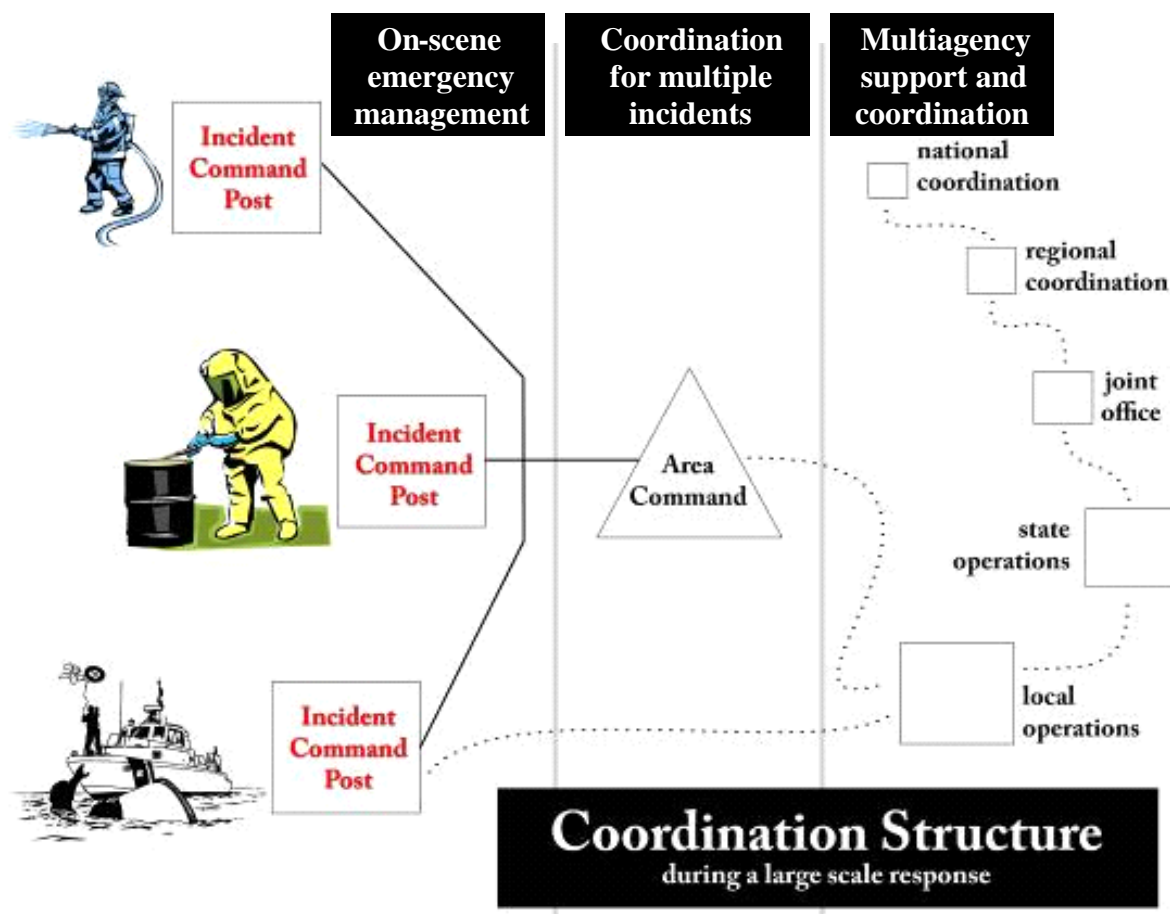 On-scene
emergency
management
Coordination
for multiple
incidents
Multiagency
support and
coordination
Incident
Command
Post
Incident
Command
Post
Incident
Command
Post
Area
Command
national
coordination
regional
coordination
joint
office
state
operations
local
operations
Coordination Structure
during a large scale response